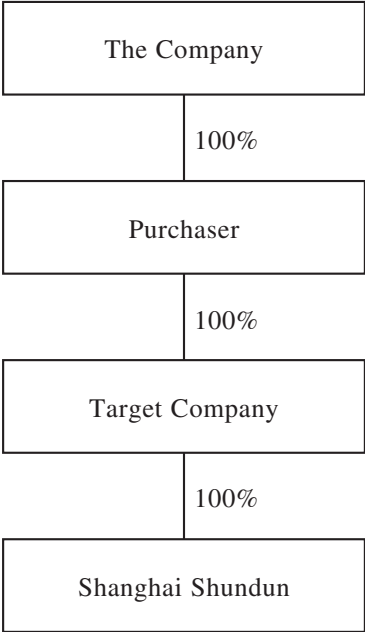 The Company
100%
Purchaser
100%
Target Company
100%
Shanghai Shundun